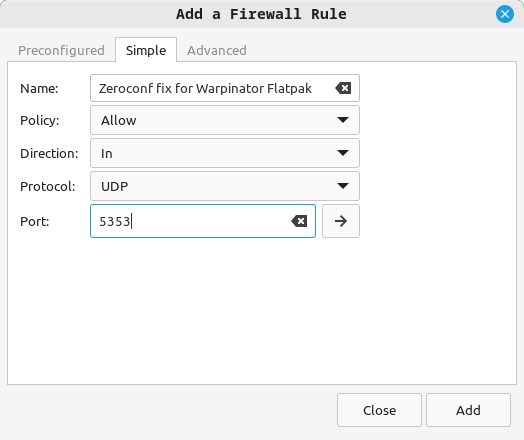 Add a Firewall Rule
Preconfigured Simple Advanced
Name: Zeroconf fix for Warpinator Flatpak
Policy: Allow
Direction: In
Protocol: UDP
Port: 5353
Close Add